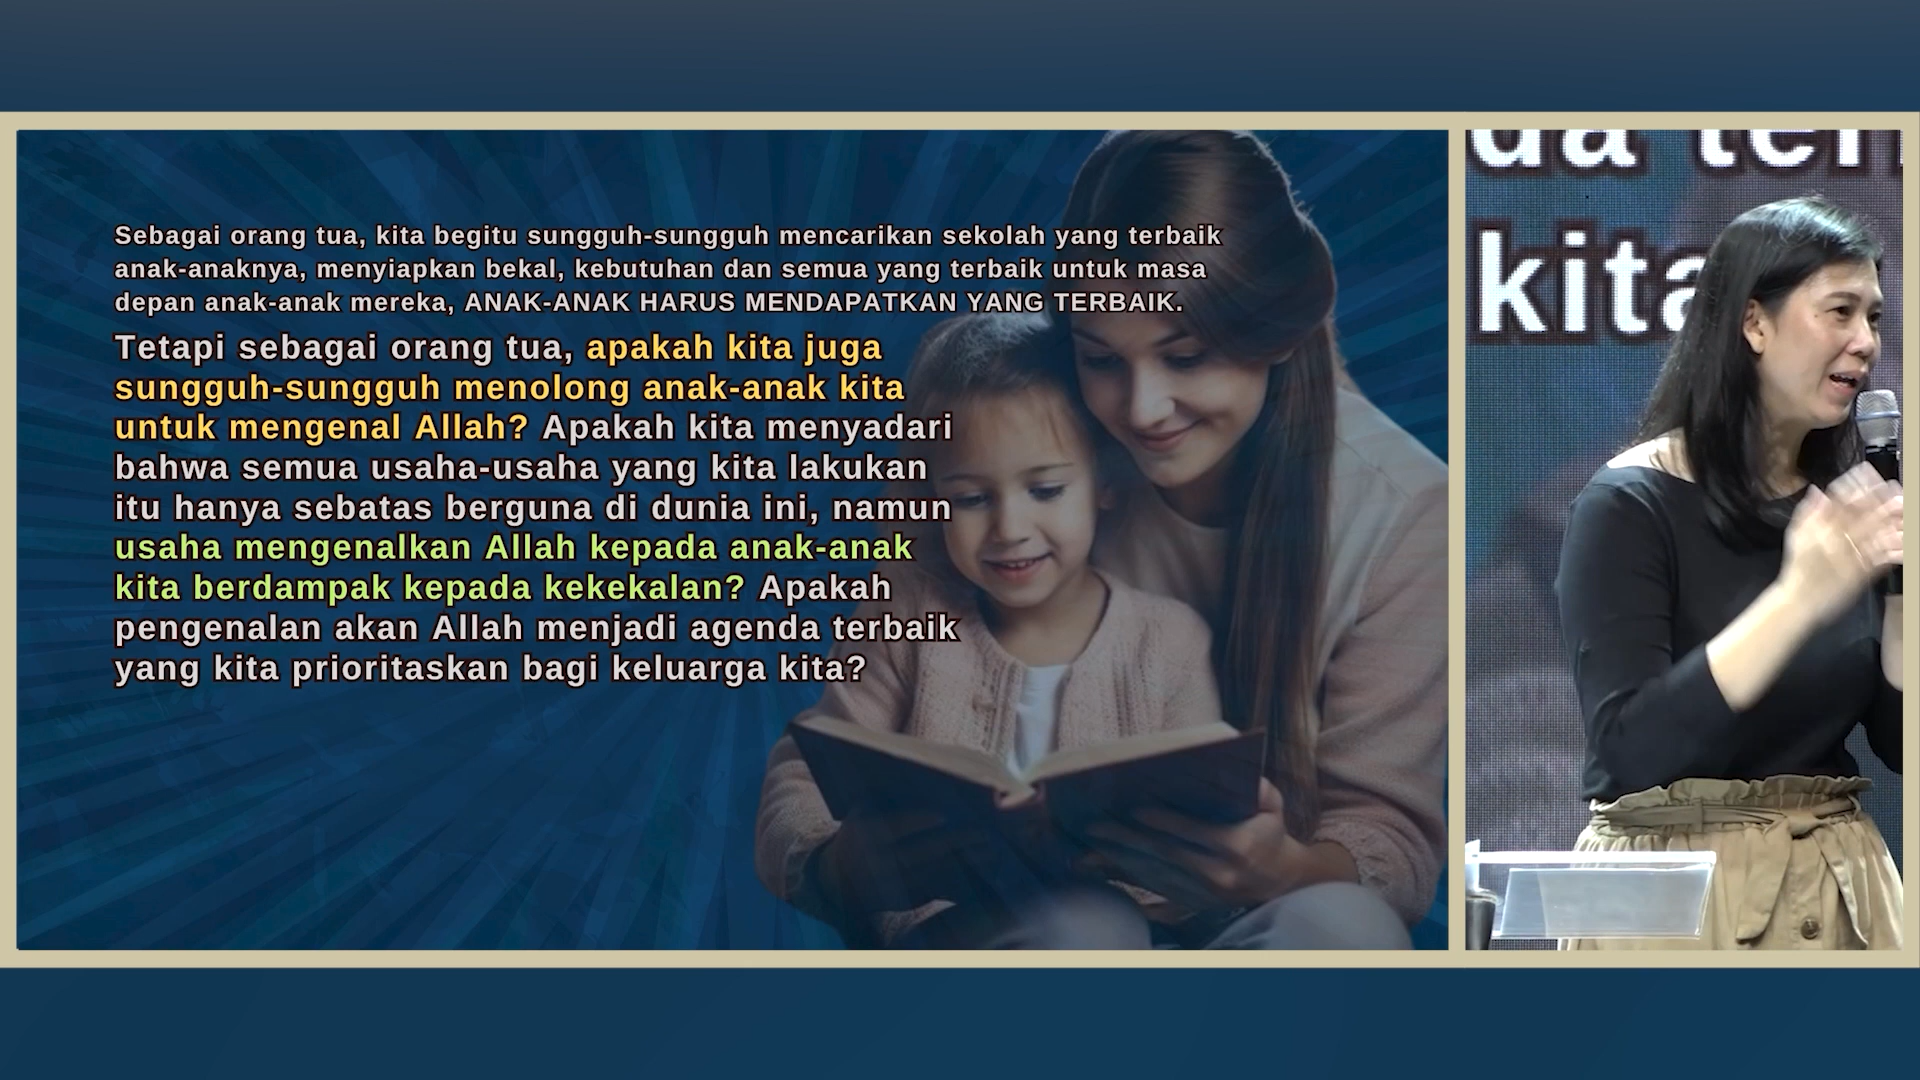 Sebagai orang tua, kita begitu sungguh-sungguh mencarikan sekolah yang terbaik
anak-anaknya, menyiapkan bekal, kebutuhan dan semua yang terbaik untuk masa
depan anak-anak mereka, ANAK-ANAK HARUS MENDAPATKAN YANG TERBAIK.
Tetapi sebagai orang tua, apakah kita juga
sungguh-sungguh menolong anak-anak kita
untuk mengenal Allah? Apakah kita menyadari
bahwa semua usaha-usaha yang kita lakukan
itu hanya sebatas berguna di dunia ini, namun
usaha mengenalkan Allah kepada anak-anak
kita berdampak kepada kekekalan? Apakah
pengenalan akan Allah menjadi agenda terbaik
yang kita prioritaskan bagi keluarga kita?
kita